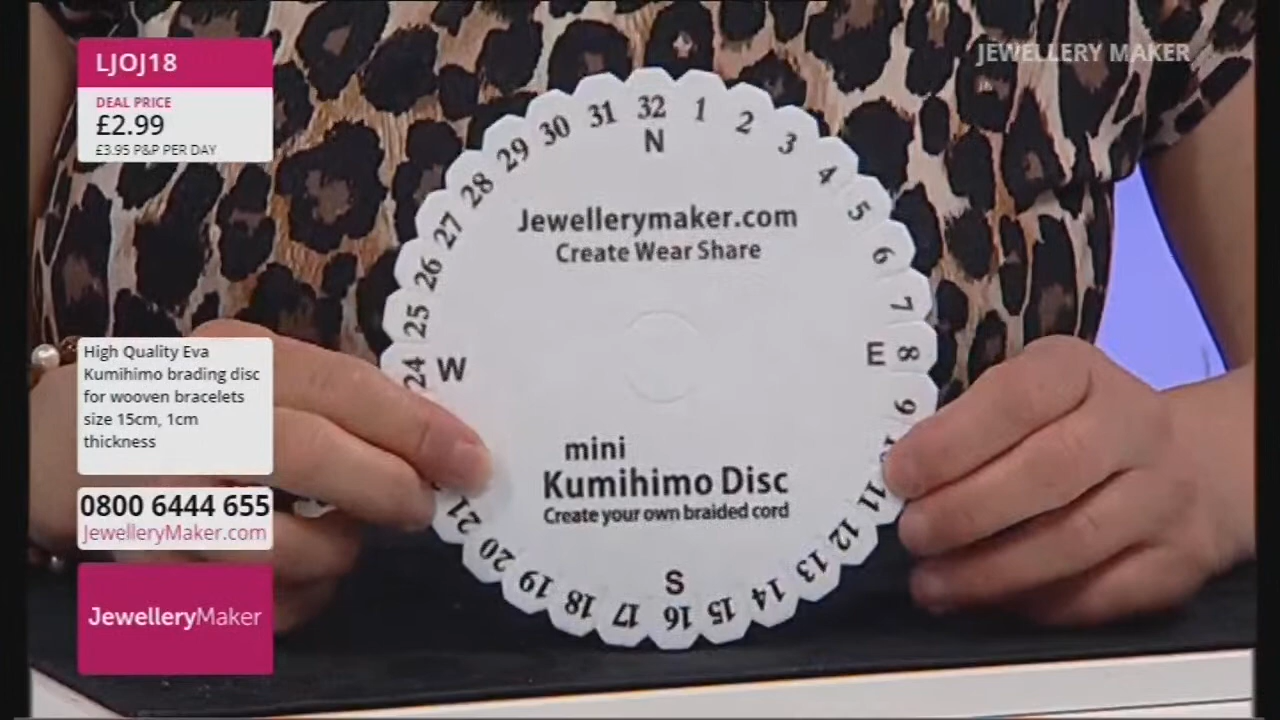 LJOJ18
DEAL PRICE
£2.99
£3.95 P&P PER DAY
JEWELLERY MAKER
High Quality Eva
Kumihimo brading disc
for wooven bracelets
size 15cm, 1cm
thickness
0800 6444 655
JewelleryMaker.com
JewelleryMaker
32 1 2 3 4 5 6 7 8 9 11 12 13 14 15 16 17 18 19 20 21 24 25 26 27 28 29 30 31
N
E
S
W
Jewellerymaker.com
Create Wear Share
mini
Kumihimo Disc
Create your own braided cord